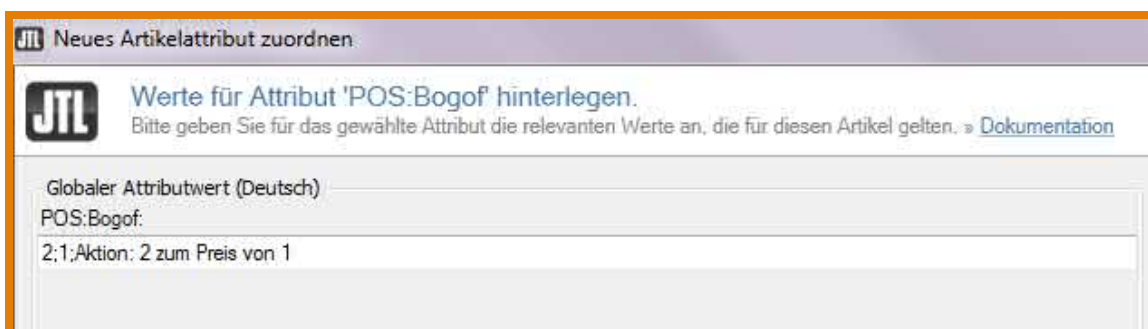 JTL Neues Artikelattribut zuordnen
JTL
Werte für Attribut 'POS:Bogof' hinterlegen.
Bitte geben Sie für das gewählte Attribut die relevanten Werte an, die für diesen Artikel gelten. » Dokumentation
Globaler Attributwert (Deutsch)
POS:Bogof:
2;1;Aktion: 2 zum Preis von 1